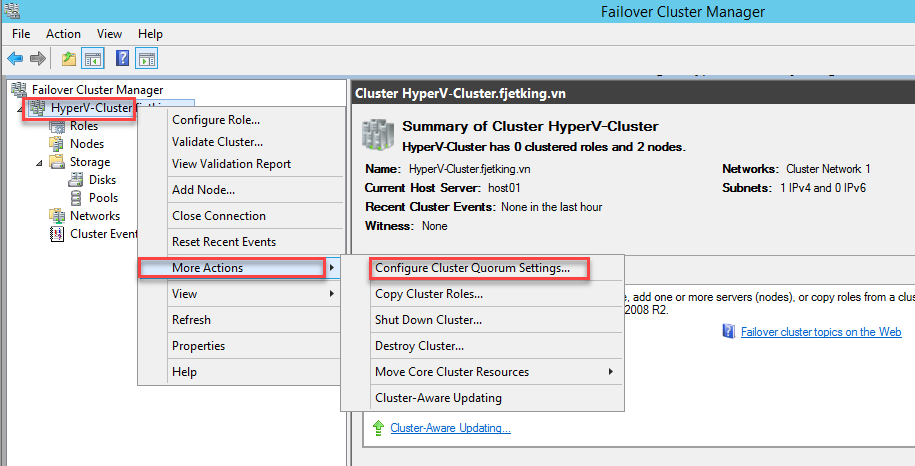 Failover Cluster Manager
File Action View Help
Failover Cluster Manager
HyperV-Cluster
Roles
Nodes
Storage
Disks
Pools
Networks
Cluster Event
Configure Role...
Validate Cluster...
View Validation Report
Add Node...
Close Connection
Reset Recent Events
More Actions
View
Refresh
Properties
Help
Configure Cluster Quorum Settings...
Copy Cluster Roles...
Shut Down Cluster...
Destroy Cluster...
Move Core Cluster Resources
Cluster-Aware Updating
Cluster HyperV-Cluster.fjetking.vn
Summary of Cluster HyperV-Cluster
HyperV-Cluster has 0 clustered roles and 2 nodes.
Name: HyperV-Cluster.fjetking.vn
Networks: Cluster Network 1
Current Host Server: host01
Subnets: 1 IPv4 and 0 IPv6
Recent Cluster Events: None in the last hour
Witness: None
, add one or more servers (nodes), or copy roles from a clus
2008 R2.
Failover cluster topics on the Web
Cluster-Aware Updating...